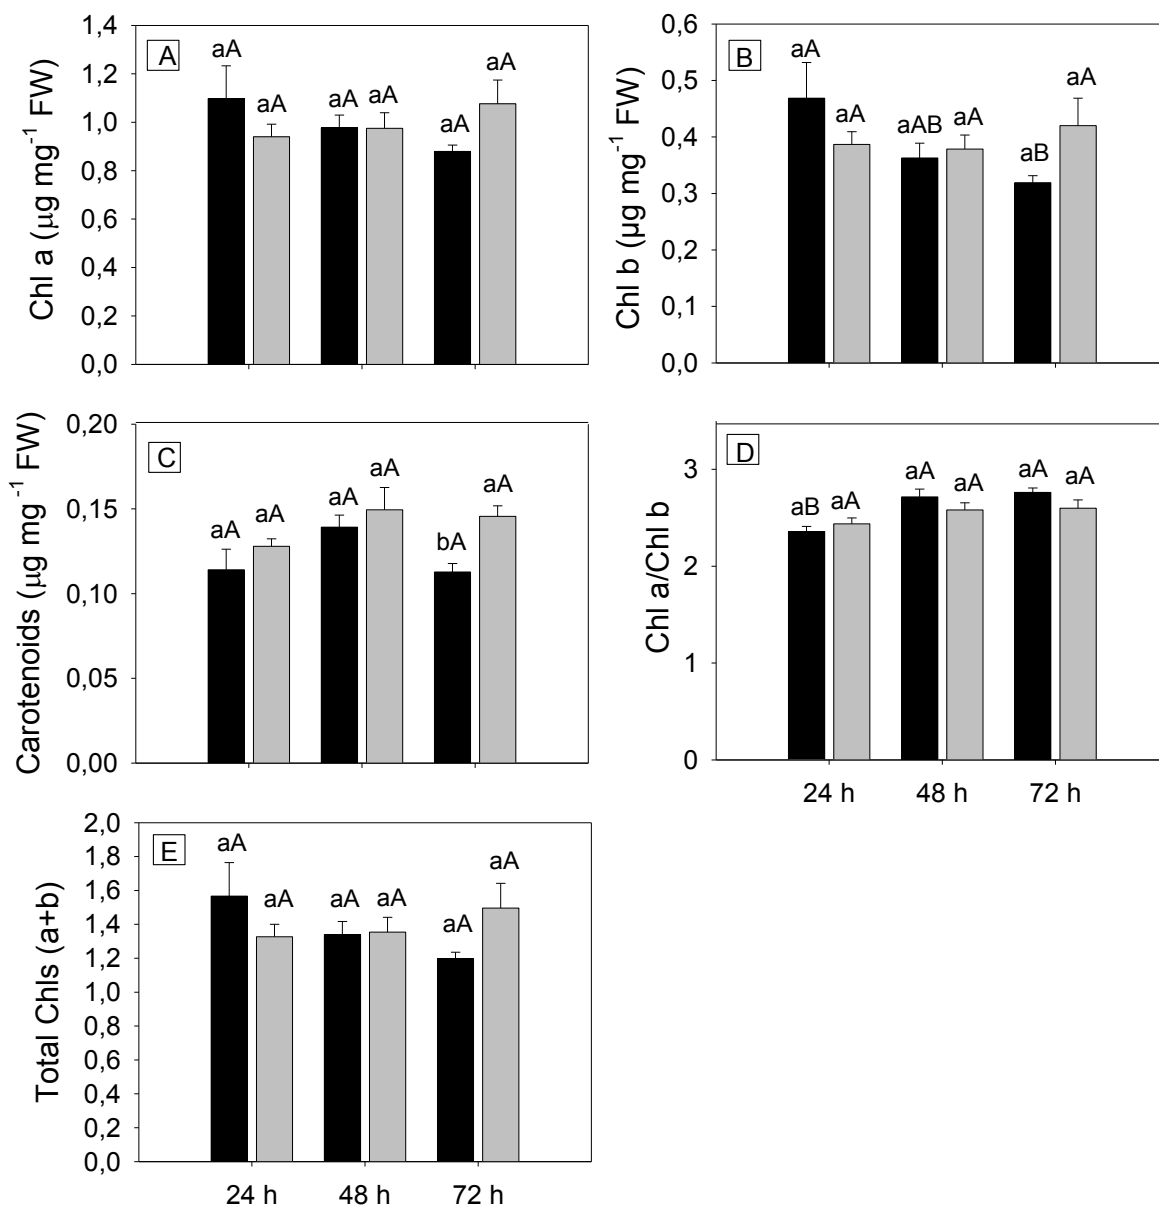 A
Chl a (µg mg-1 FW)
1,4
1,2
1,0
0,8
0,6
0,4
0,2
0,0
aA
aA
aA
aA
aA
aA
B
Chl b (µg mg-1 FW)
0,6
0,5
0,4
0,3
0,2
0,1
0,0
aA
aA
aAB
aA
aB
aA
C
Carotenoids (µg mg -1 FW)
0,20
0,15
0,10
0,05
0,00
aA
aA
aA
aA
bA
aA
D
Chl a/Chl b
3
2
1
0
aB
aA
aA
aA
aA
aA
24 h 48 h 72 h
E
Total Chls (a+b)
2,0
1,8
1,6
1,4
1,2
1,0
0,8
0,6
0,4
0,2
0,0
aA
aA
aA
aA
aA
aA
24 h 48 h 72 h